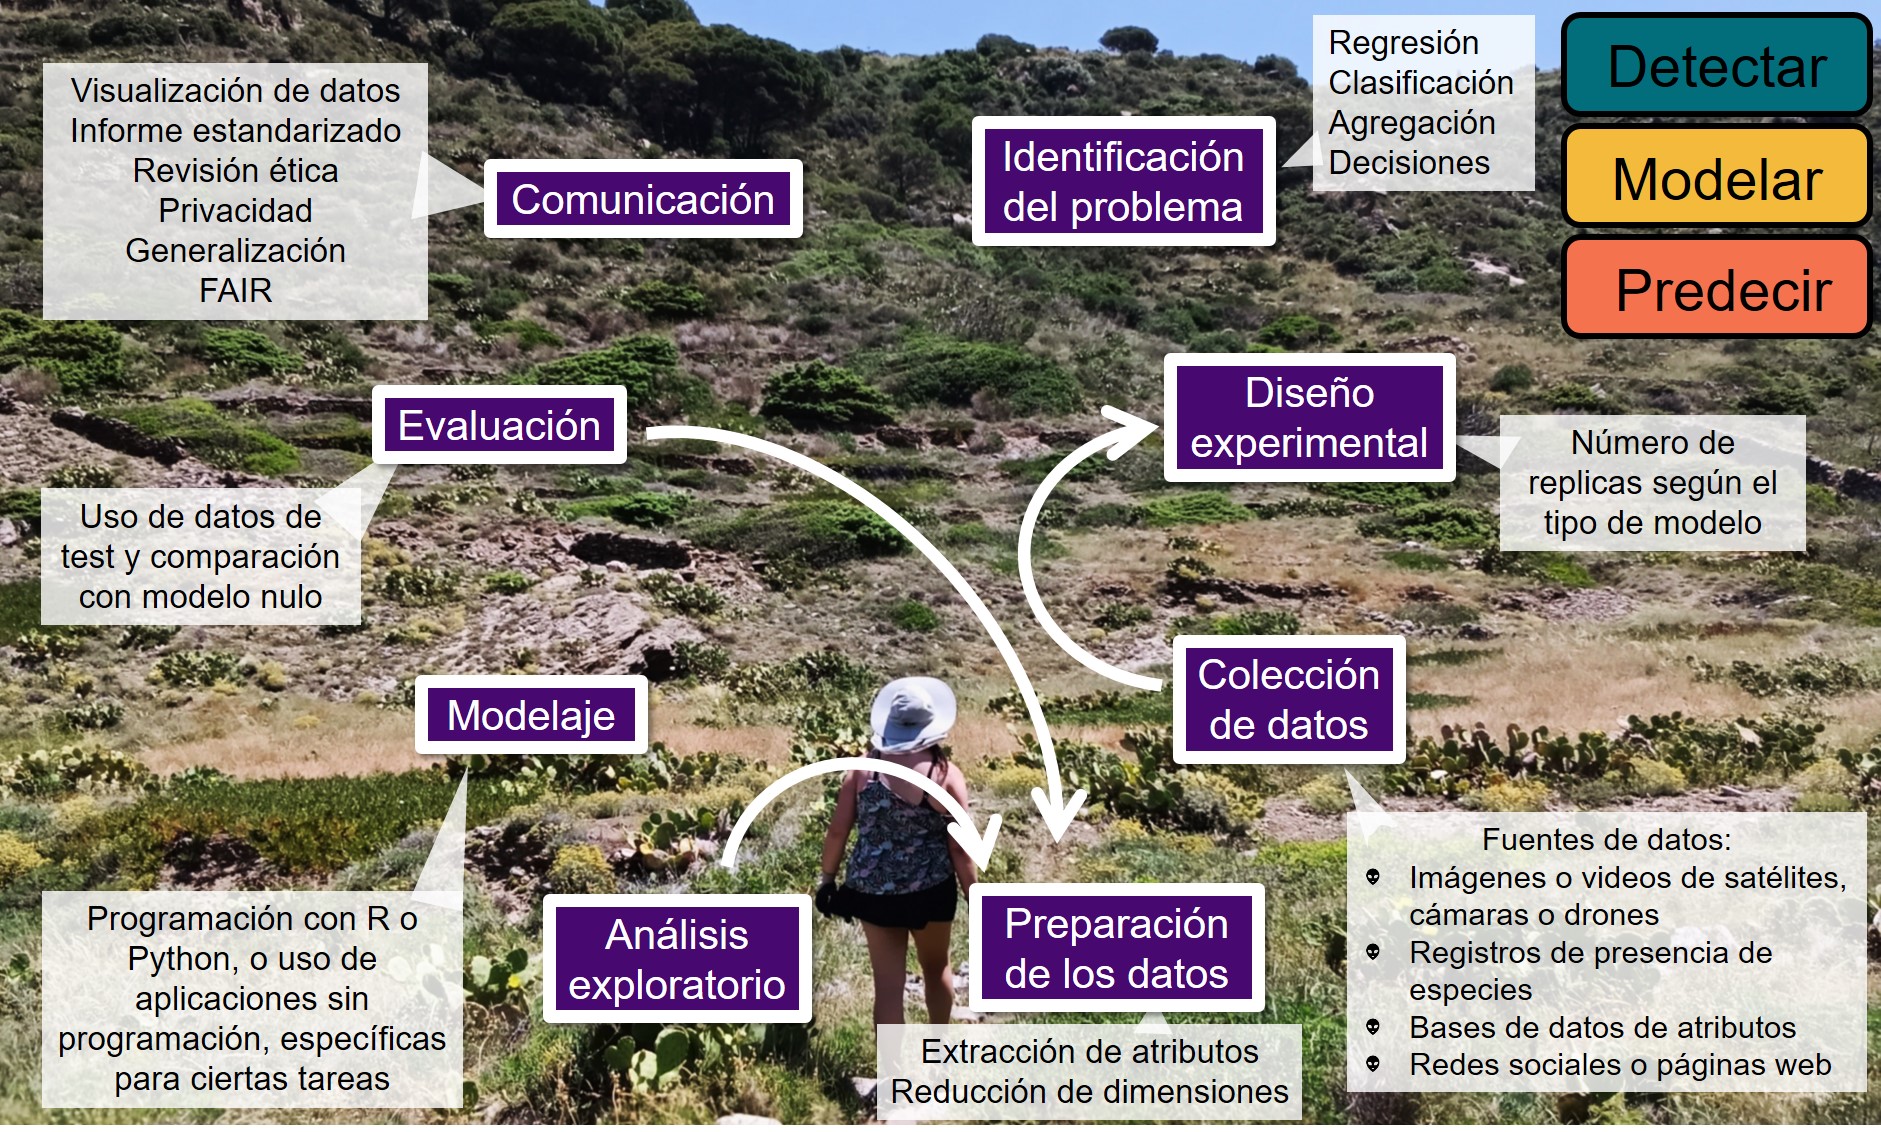 Visualización de datos
Informe estandarizado
Revisión ética
Privacidad
Generalización
FAIR
Comunicación
Identificación
del problema
Regresión
Clasificación
Agregación
Decisiones
Detectar
Modelar
Predecir
Evaluación
Uso de datos de
test y comparación
con modelo nulo
Diseño
experimental
Número de
replicas según el
tipo de modelo
Modelaje
Programación con R o
Python, o uso de
aplicaciones sin
programación, específicas
para ciertas tareas
Colección
de datos
Fuentes de datos:
Imágenes o videos de satélites,
cámaras o drones
Registros de presencia de
especies
Bases de datos de atributos
Redes sociales o páginas web
Análisis
exploratorio
Preparación
de los datos
Extracción de atributos
Reducción de dimensiones